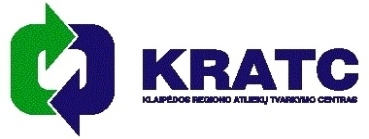 KRATC
KLAIPĖDOS REGIONO ATLIEKŲ TVARKYMO CENTRAS